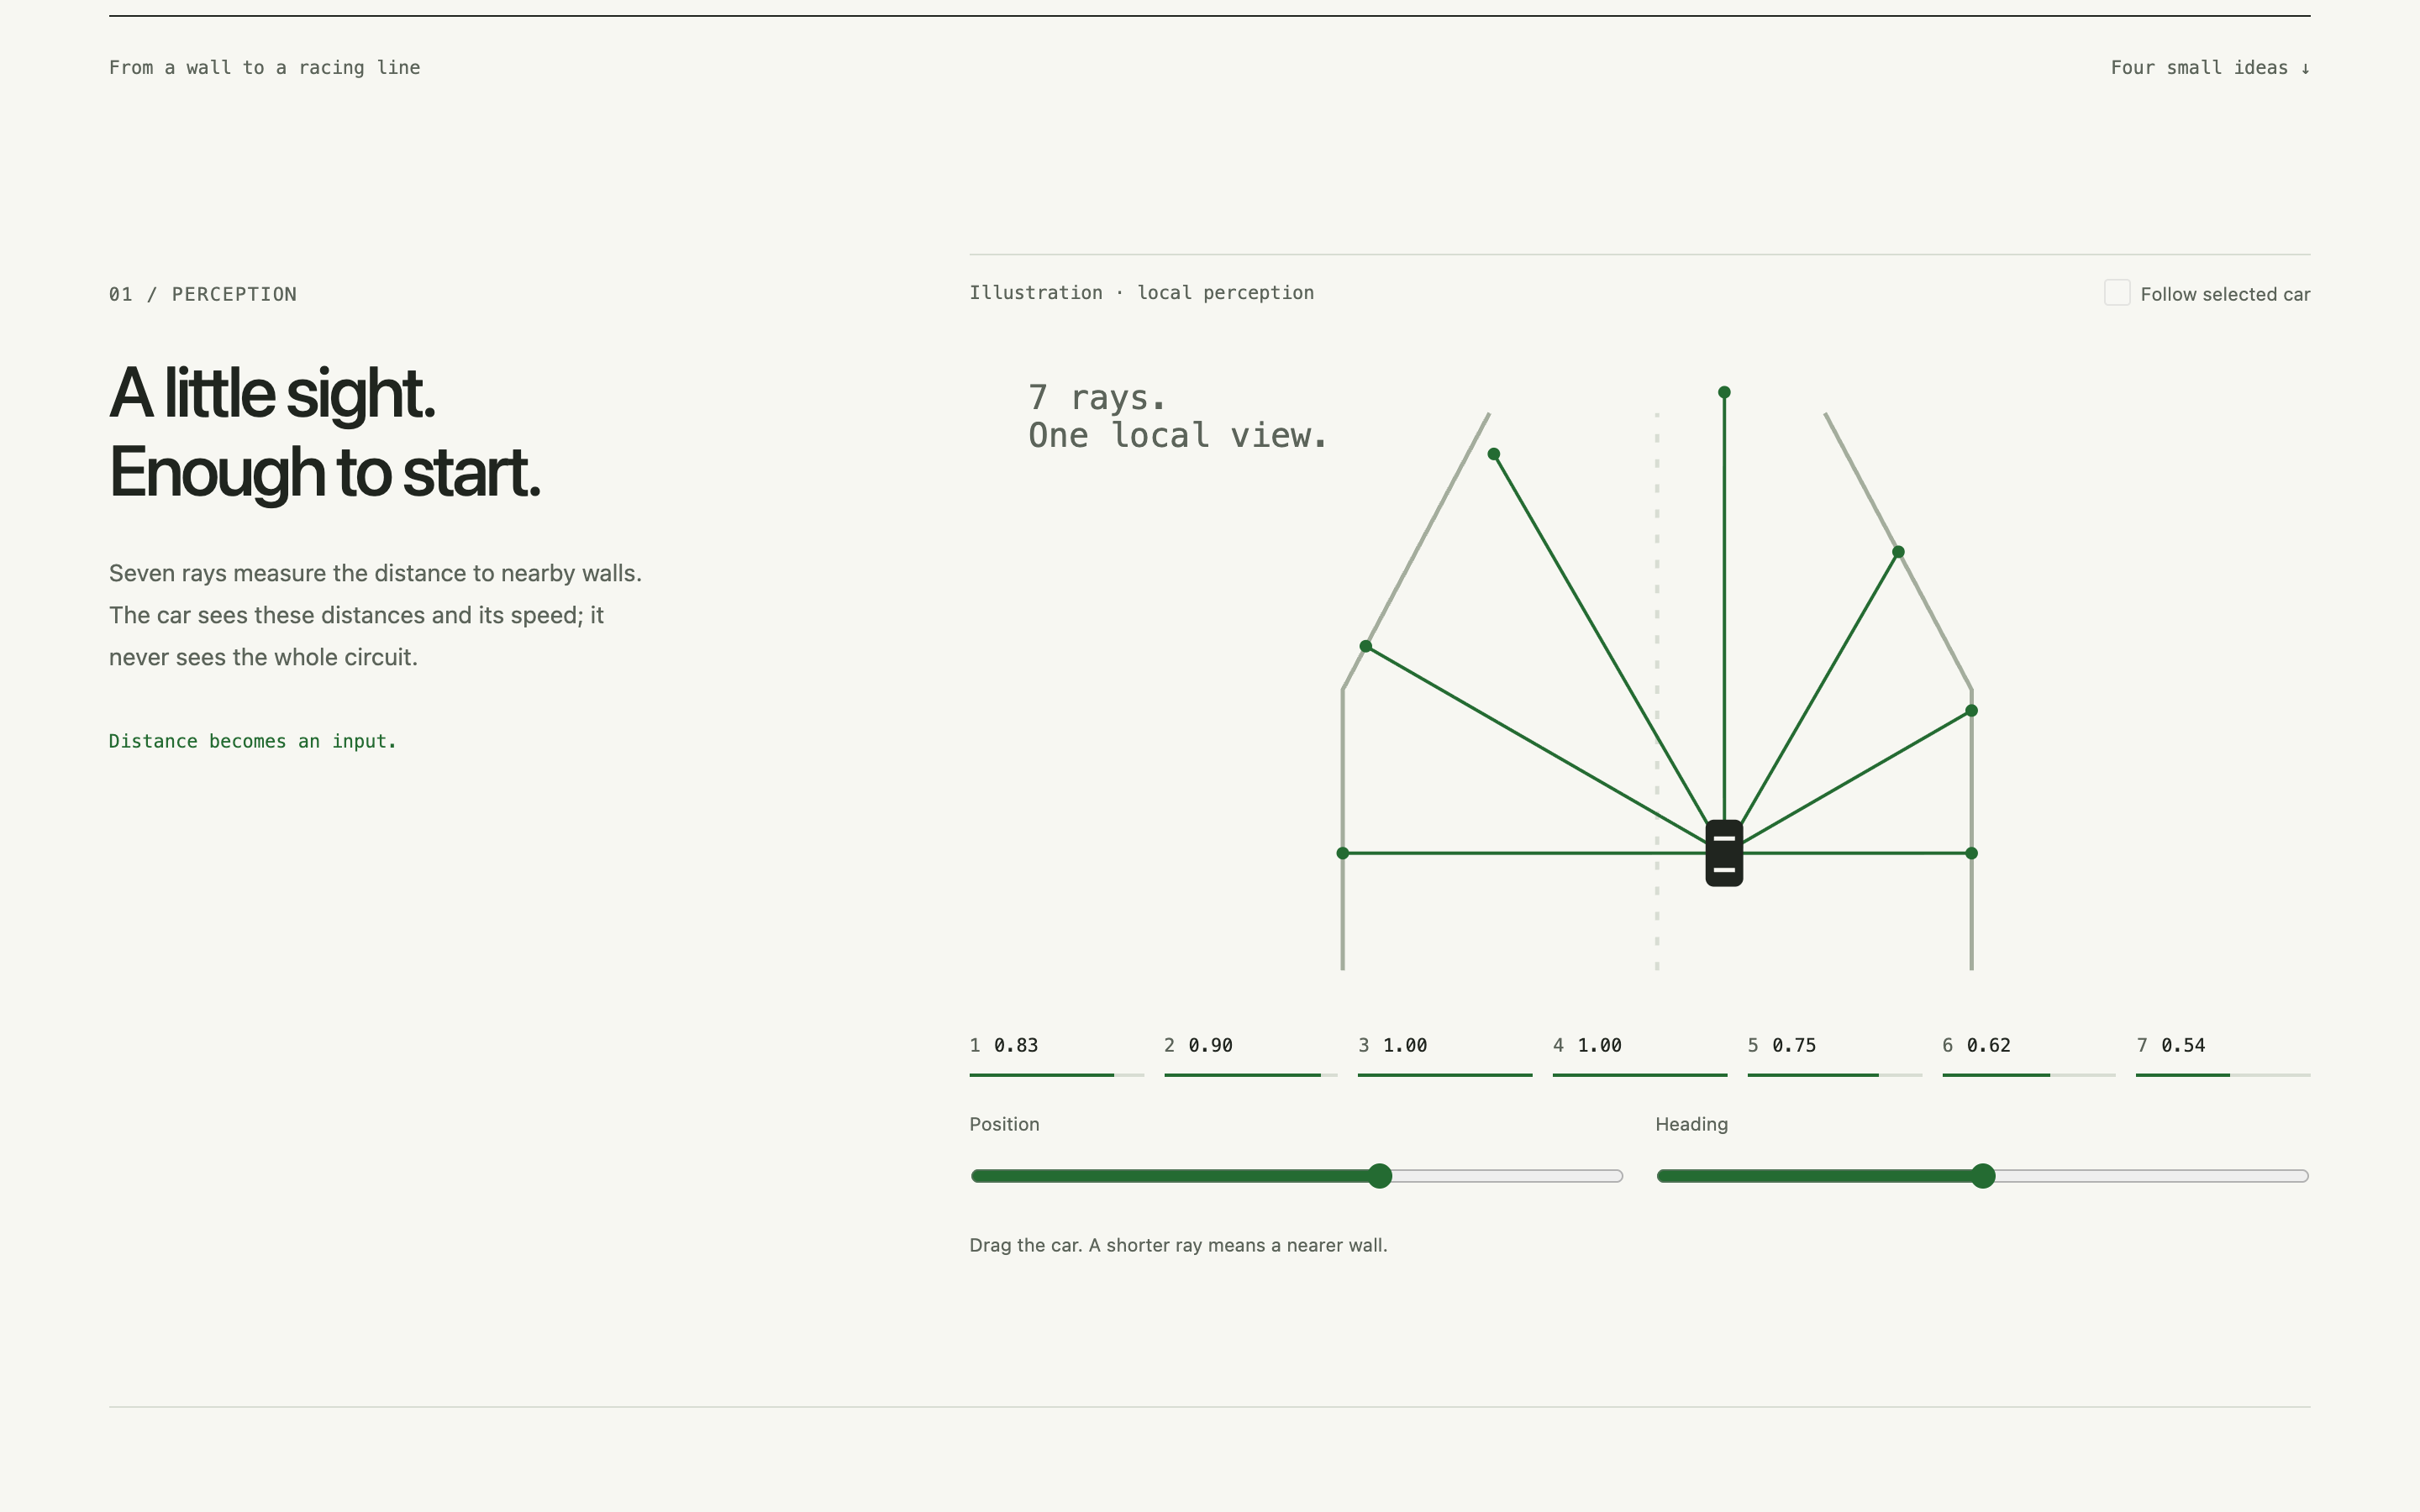 From a wall to a racing line
Four small ideas ↓
01 / PERCEPTION
A little sight.
Enough to start.
Seven rays measure the distance to nearby walls.
The car sees these distances and its speed; it
never sees the whole circuit.
Distance becomes an input.
Illustration · local perception
Follow selected car
7 rays.
One local view.
1 0.83
2 0.90
3 1.00
4 1.00
5 0.75
6 0.62
7 0.54
Position
Heading
Drag the car. A shorter ray means a nearer wall.